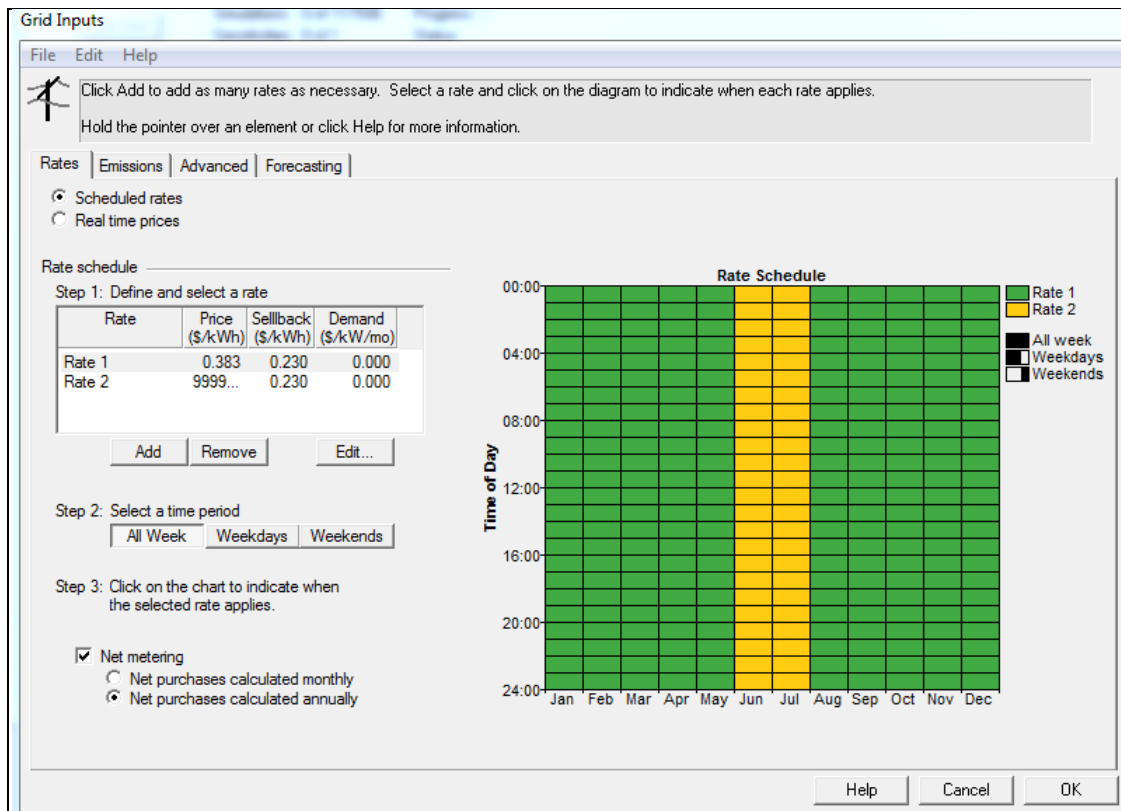 Grid Inputs
File Edit Help
Click Add to add as many rates as necessary. Select a rate and click on the diagram to indicate when each rate applies.
Hold the pointer over an element or click Help for more information.
Rates Emissions Advanced Forecasting
Scheduled rates
Real time prices
Rate schedule
Step 1: Define and select a rate
Rate Price Sellback Demand
($/kWh) ($/kWh) ($/kW/mo)
Rate 1 0.383 0.230 0.000
Rate 2 9999... 0.230 0.000
Add Remove Edit...
Step 2: Select a time period
All Week Weekdays Weekends
Step 3: Click on the chart to indicate when
the selected rate applies.
Net metering
Net purchases calculated monthly
Net purchases calculated annually
Rate Schedule
Time of Day
00:00
04:00
08:00
12:00
16:00
20:00
24:00
Jan Feb Mar Apr May Jun Jul Aug Sep Oct Nov Dec
Rate 1
Rate 2
All week
Weekdays
Weekends
Help Cancel OK